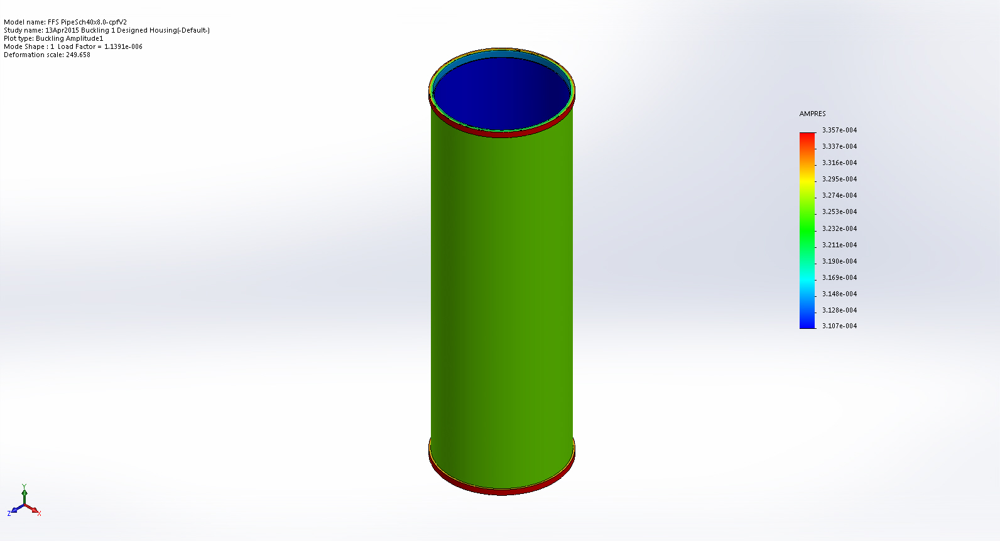 Model name: FFS PipeSch40x8.0-cpfV2
Study name: 13Apr2015 Buckling 1 Designed Housing(-Default-)
Plot type: Buckling Amplitude1
Mode Shape : 1  Load Factor = 1.1391e-006
Deformation scale: 249.658
AMPRES
3.357e-004
3.337e-004
3.316e-004
3.295e-004
3.274e-004
3.253e-004
3.232e-004
3.211e-004
3.190e-004
3.169e-004
3.148e-004
3.128e-004
3.107e-004
Y
Z
X